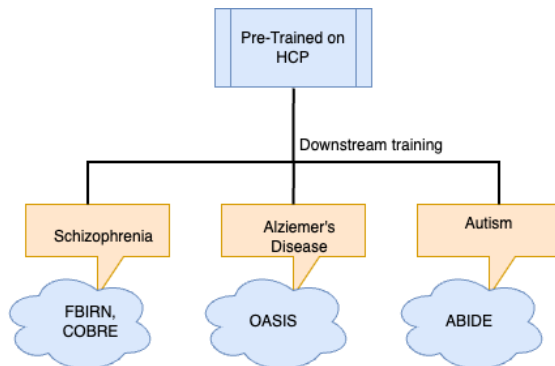 Pre-Trained on
HCP
Downstream training
Schizophrenia
Alziemer's
Disease
Autism
FBIRN,
COBRE
OASIS
ABIDE